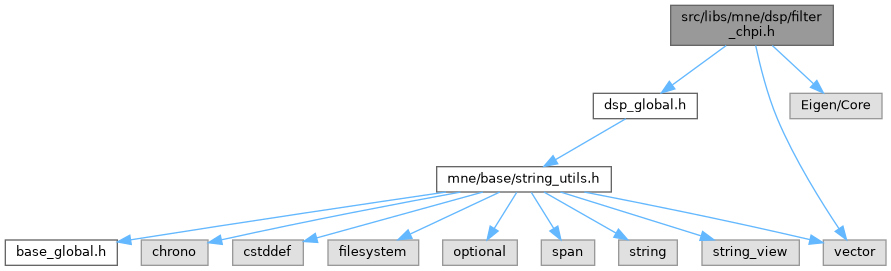 src/libs/mne/dsp/filter
_chpi.h
dsp_global.h
Eigen/Core
mne/base/string_utils.h
base_global.h
chrono
cstddef
filesystem
optional
span
string
string_view
vector